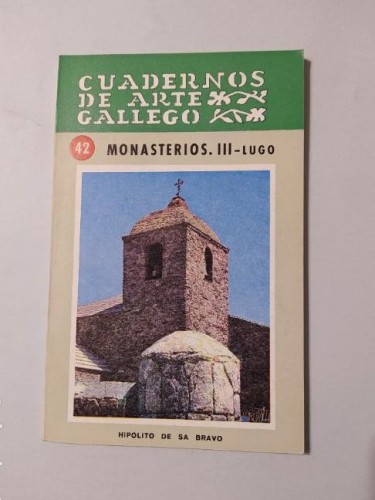 CUADERNOS
DE ARTE
GALLEGO
42 MONASTERIOS. III-LUGO
HIPOLITO DE SA BRAVO